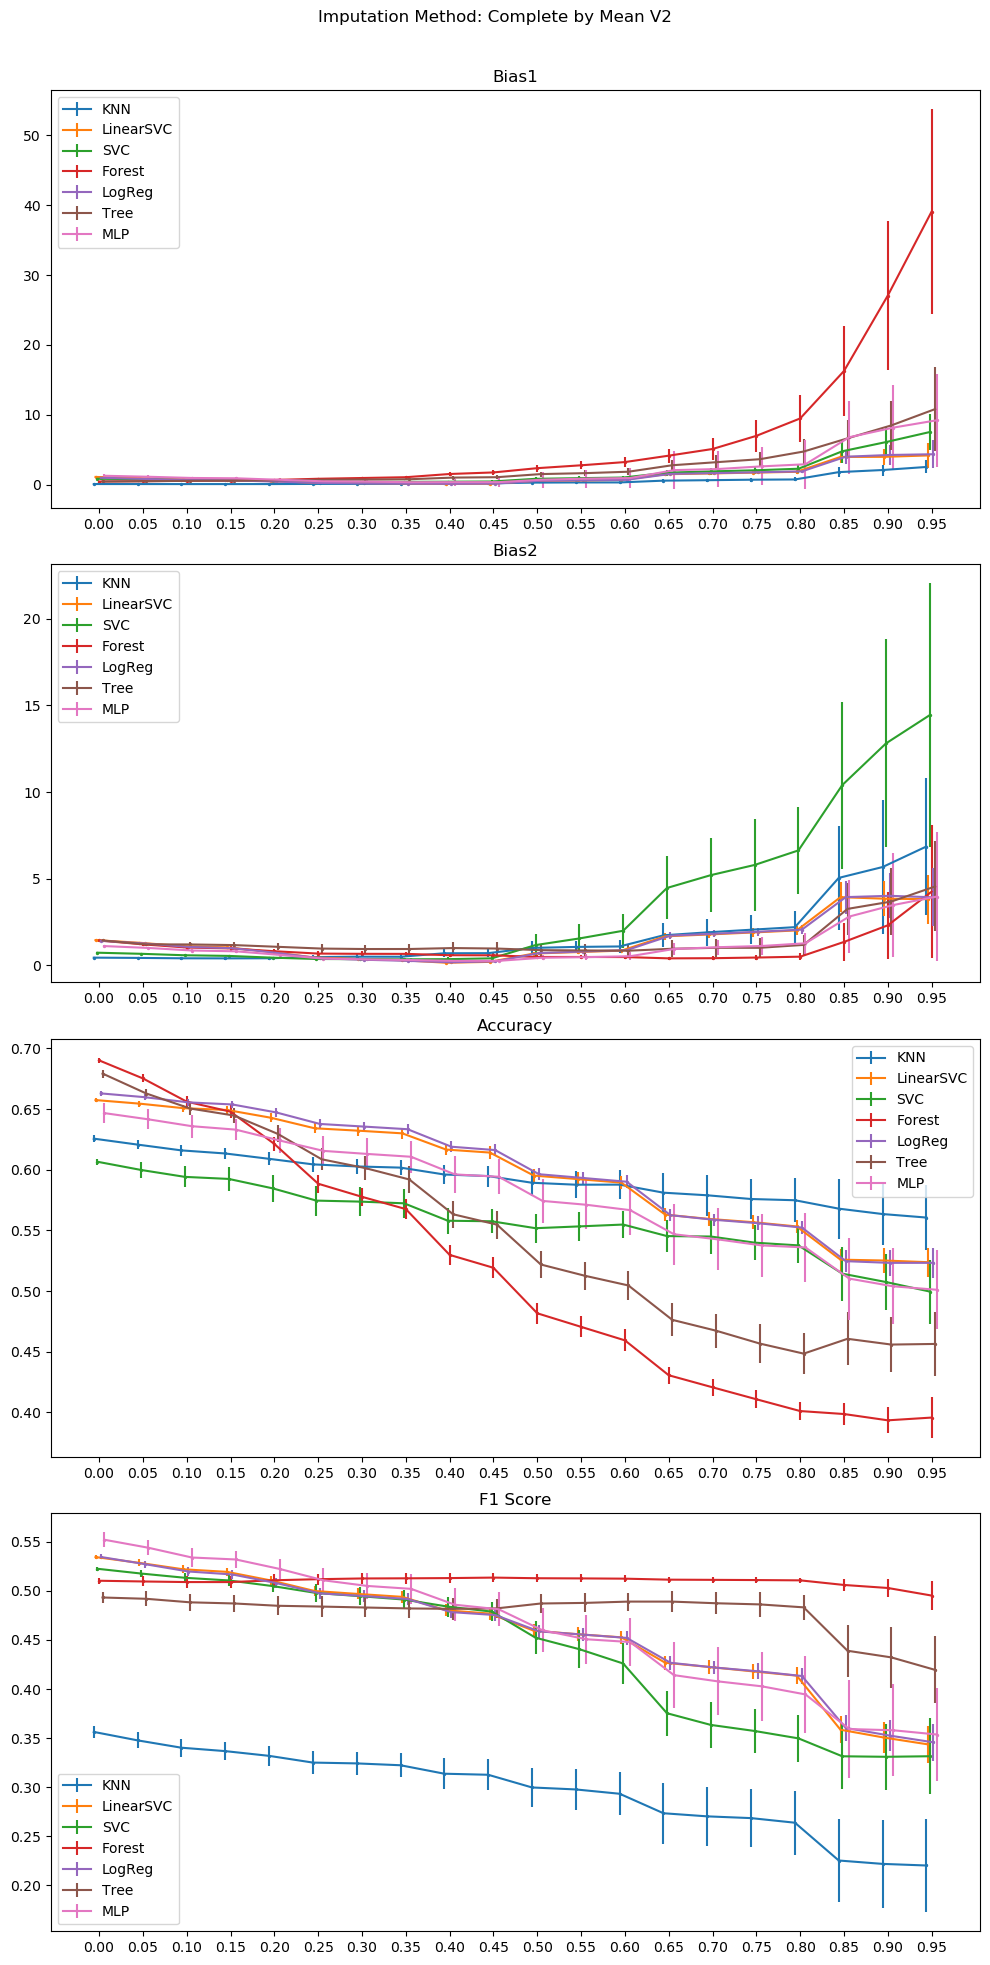 Imputation Method: Complete by Mean V2
Bias1
50
40
30
20
10
0
KNN
LinearSVC
SVC
Forest
LogReg
Tree
MLP
0.00 0.05 0.10 0.15 0.20 0.25 0.30 0.35 0.40 0.45 0.50 0.55 0.60 0.65 0.70 0.75 0.80 0.85 0.90 0.95
Bias2
20
15
10
5
0
KNN
LinearSVC
SVC
Forest
LogReg
Tree
MLP
0.00 0.05 0.10 0.15 0.20 0.25 0.30 0.35 0.40 0.45 0.50 0.55 0.60 0.65 0.70 0.75 0.80 0.85 0.90 0.95
Accuracy
0.70
0.65
0.60
0.55
0.50
0.45
0.40
KNN
LinearSVC
SVC
Forest
LogReg
Tree
MLP
0.00 0.05 0.10 0.15 0.20 0.25 0.30 0.35 0.40 0.45 0.50 0.55 0.60 0.65 0.70 0.75 0.80 0.85 0.90 0.95
F1 Score
0.55
0.50
0.45
0.40
0.35
0.30
0.25
0.20
KNN
LinearSVC
SVC
Forest
LogReg
Tree
MLP
0.00 0.05 0.10 0.15 0.20 0.25 0.30 0.35 0.40 0.45 0.50 0.55 0.60 0.65 0.70 0.75 0.80 0.85 0.90 0.95